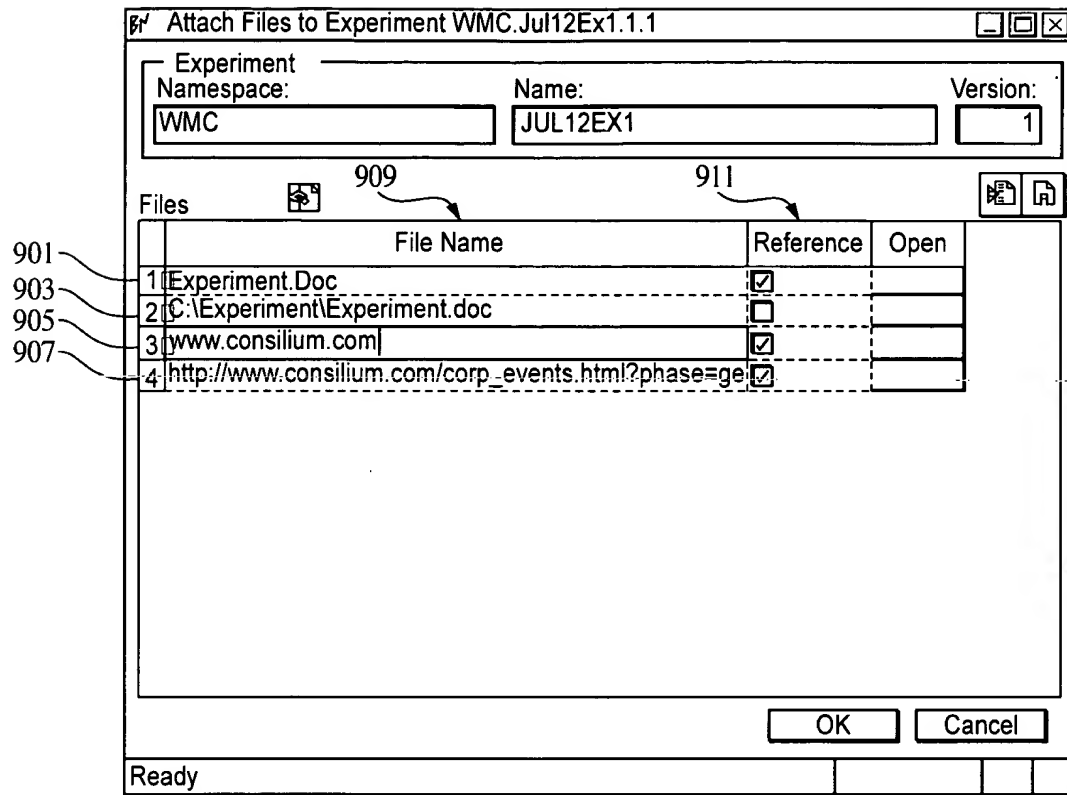 Attach Files to Experiment WMC.Jul12Ex1.1.1
Experiment
Namespace: Name: Version:
WMC JUL12EX1 1
909 911
Files
File Name Reference Open
901 1 Experiment.Doc
903 2 C:\Experiment\Experiment.doc
905 3 www.consilium.com
907 4 http://www.consilium.com/corp_events.html?phase=ge
OK Cancel
Ready